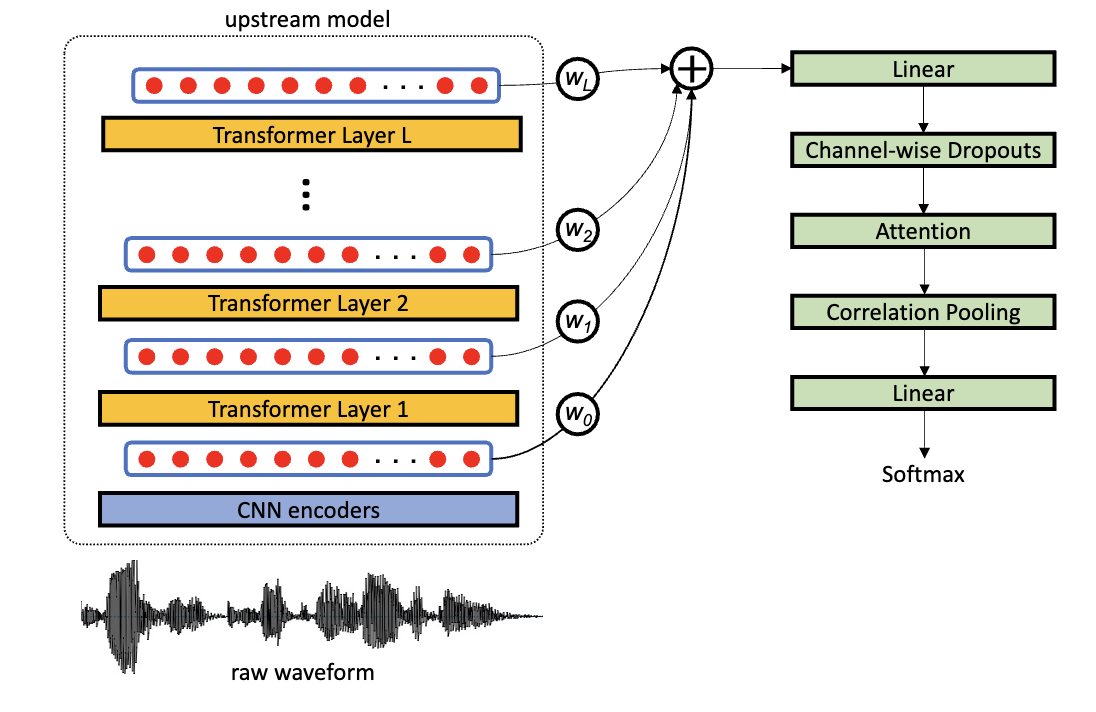 upstream model
Transformer Layer L
Transformer Layer 2
Transformer Layer 1
CNN encoders
raw waveform
w_L
w_2
w_1
w_0
Linear
Channel-wise Dropouts
Attention
Correlation Pooling
Linear
Softmax